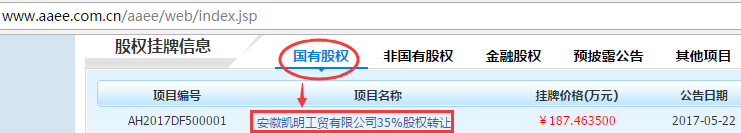 www.aaee.com.cn/aaee/web/index.jsp
股权挂牌信息 国有股权 非国有股权 金融股权 预披露公告 其他项目
项目编号 项目名称 挂牌价格(万元) 公告日期
AH2017DF500001 安徽凯明工贸有限公司35%股权转让 ¥187.463500 2017-05-22